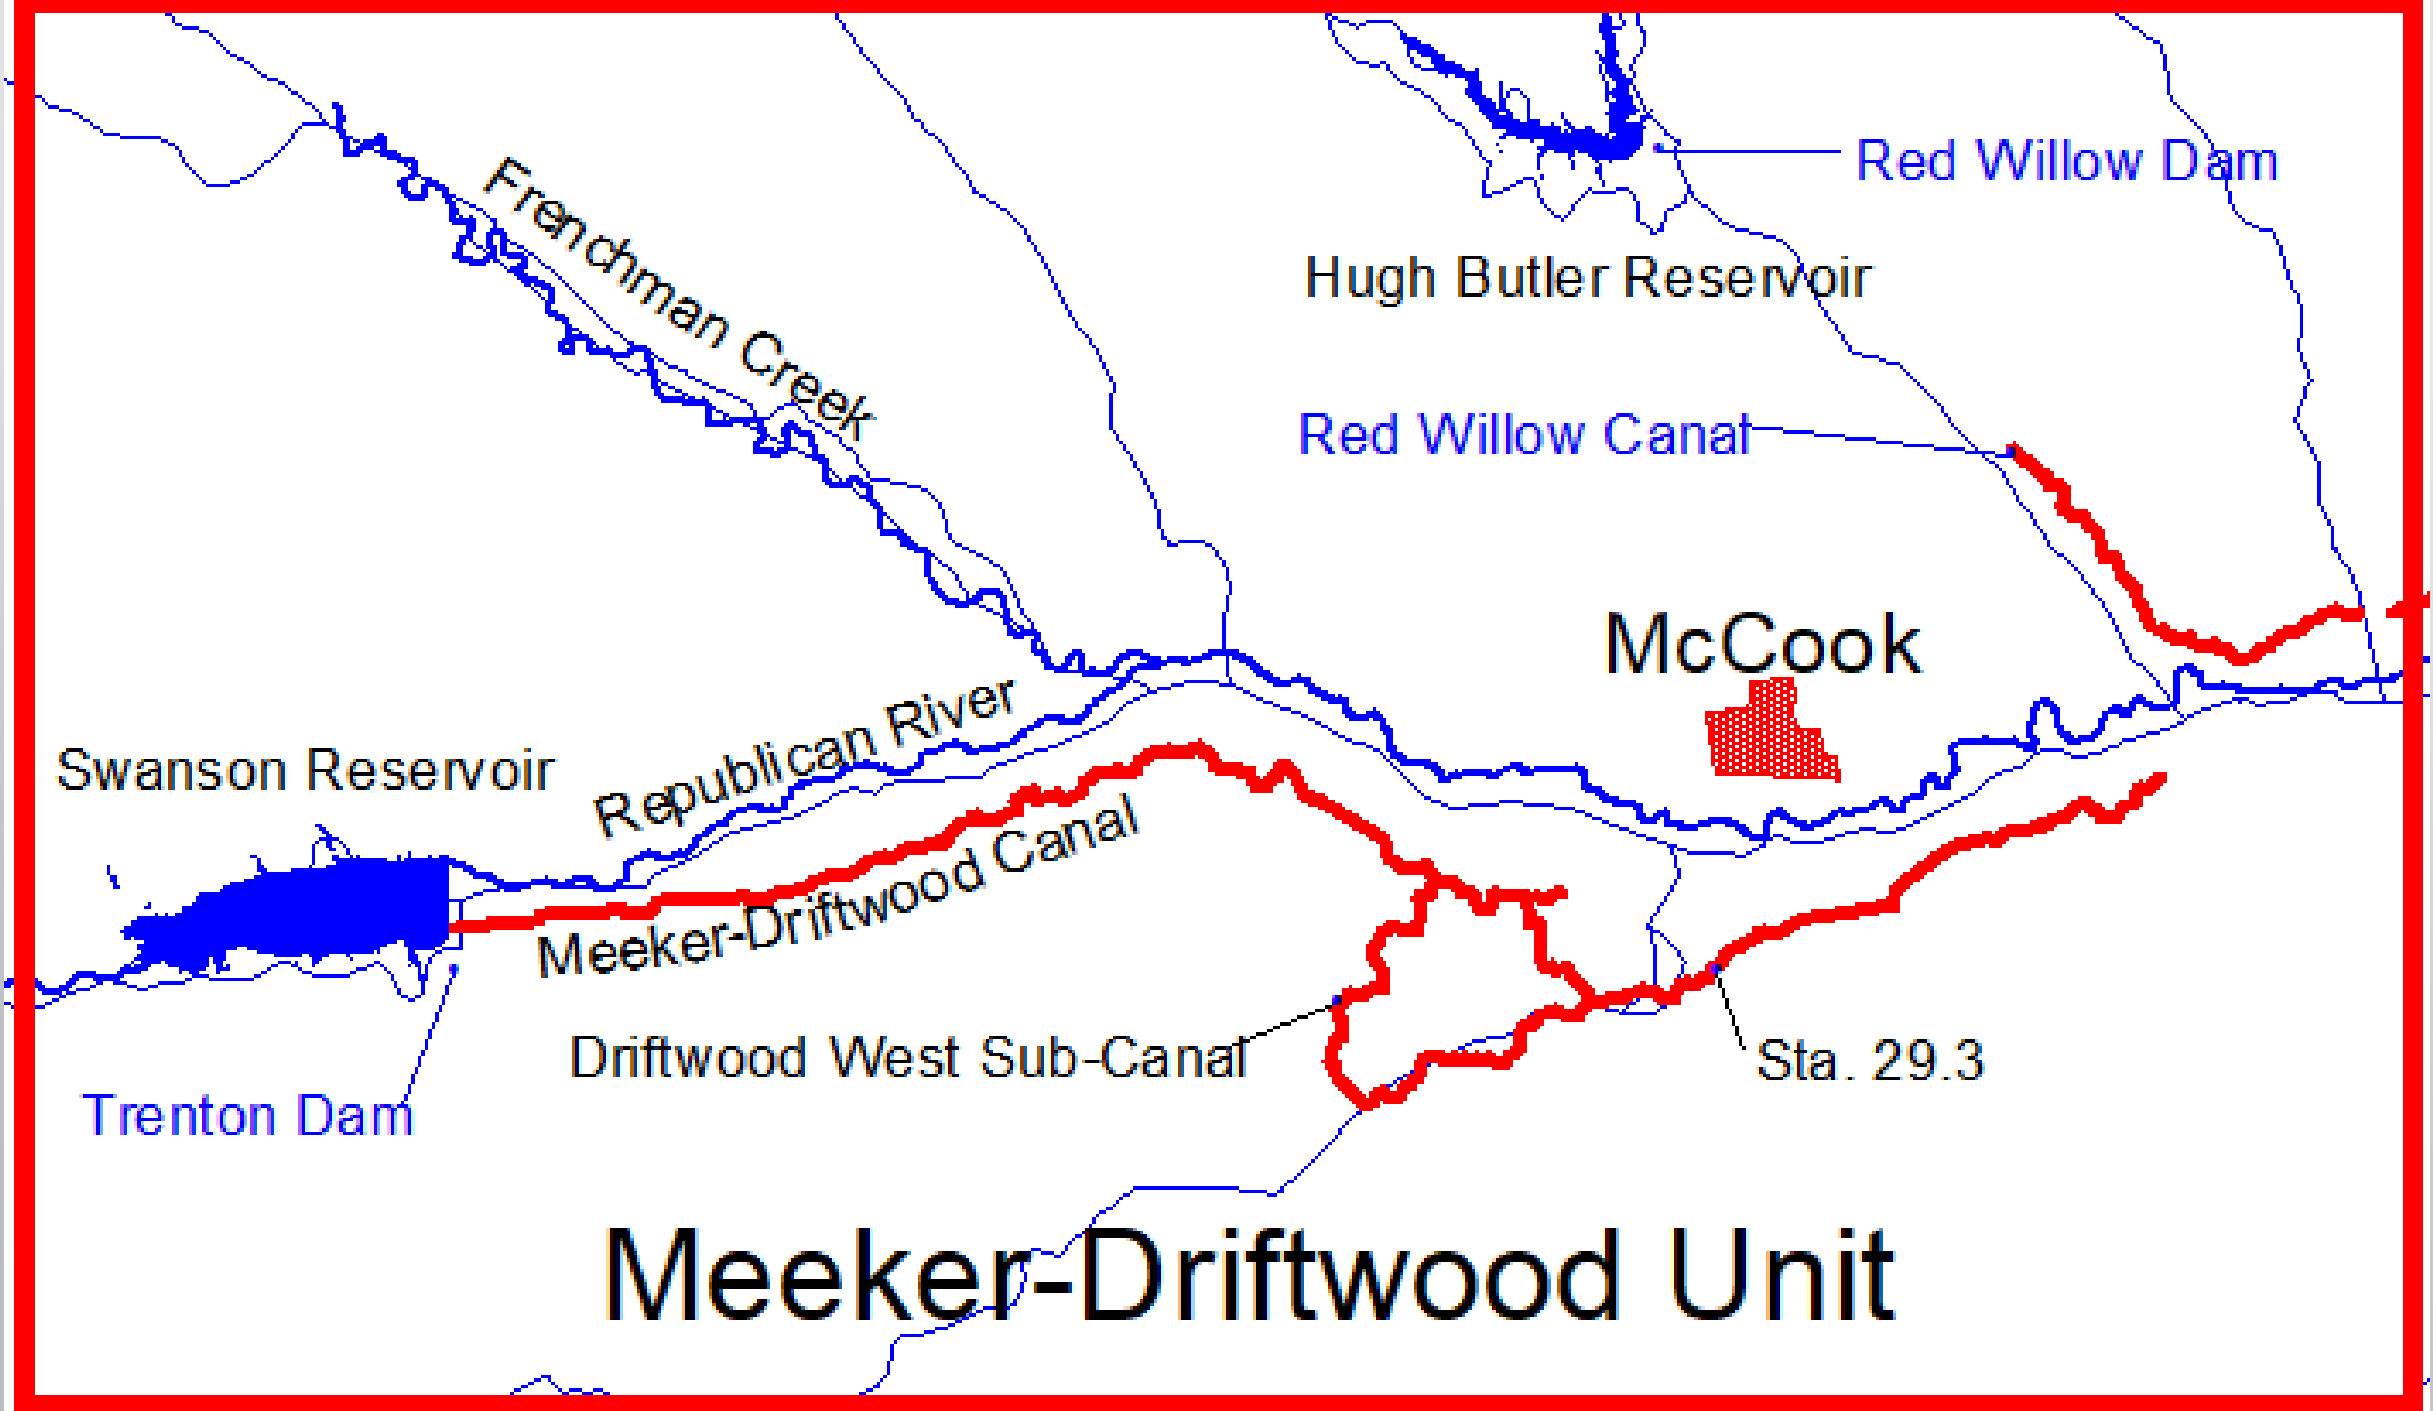 Frenchman Creek
Red Willow Dam
Hugh Butler Reservoir
Red Willow Canal
McCook
Republican River
Swanson Reservoir
Meeker-Driftwood Canal
Driftwood West Sub-Canal
Sta. 29.3
Trenton Dam
Meeker-Driftwood Unit